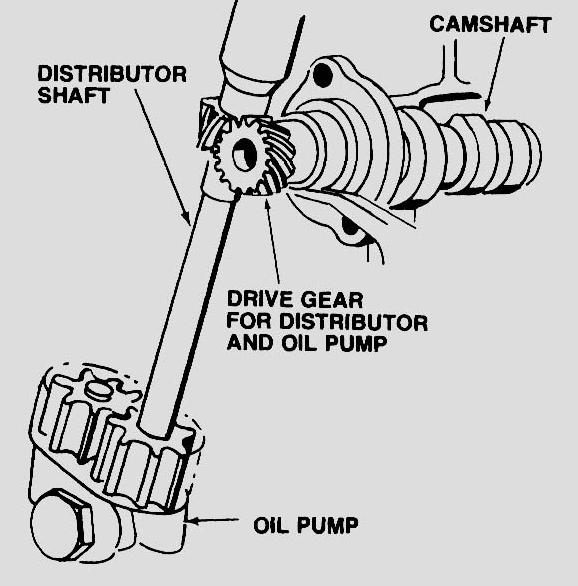 CAMSHAFT
DISTRIBUTOR
SHAFT
DRIVE GEAR
FOR DISTRIBUTOR
AND OIL PUMP
OIL PUMP